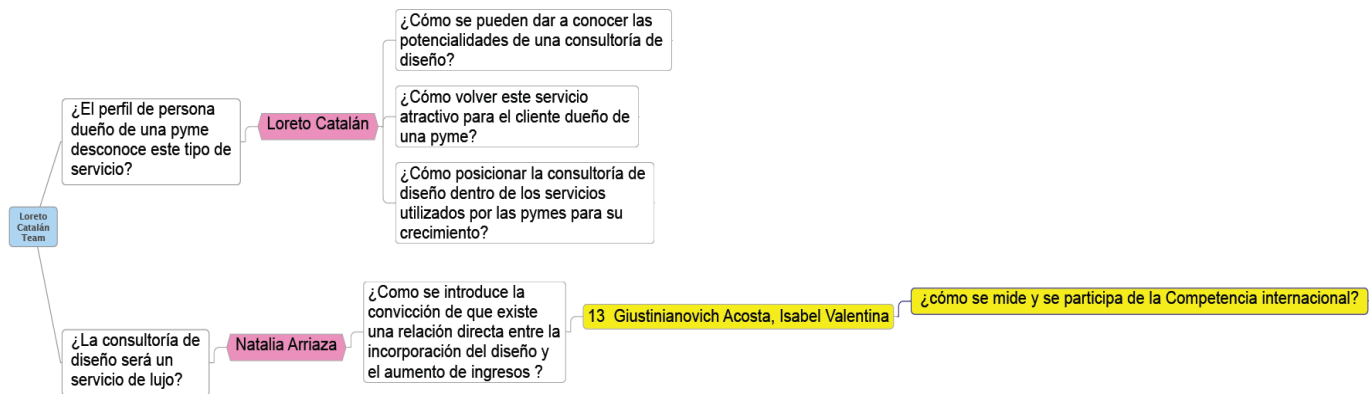 Loreto
Catalán
Team
¿El perfil de persona
dueño de una pyme
desconoce este tipo de
servicio?
Loreto Catalán
¿Cómo se pueden dar a conocer las
potencialidades de una consultoría de
diseño?
¿Cómo volver este servicio
atractivo para el cliente dueño de
una pyme?
¿Cómo posicionar la consultoría de
diseño dentro de los servicios
utilizados por las pymes para su
crecimiento?
¿La consultoría de
diseño será un
servicio de lujo?
Natalia Arriaza
¿Como se introduce la
convicción de que existe
una relación directa entre la
incorporación del diseño y
el aumento de ingresos ?
13 Giustinianovich Acosta, Isabel Valentina
¿cómo se mide y se participa de la Competencia internacional?